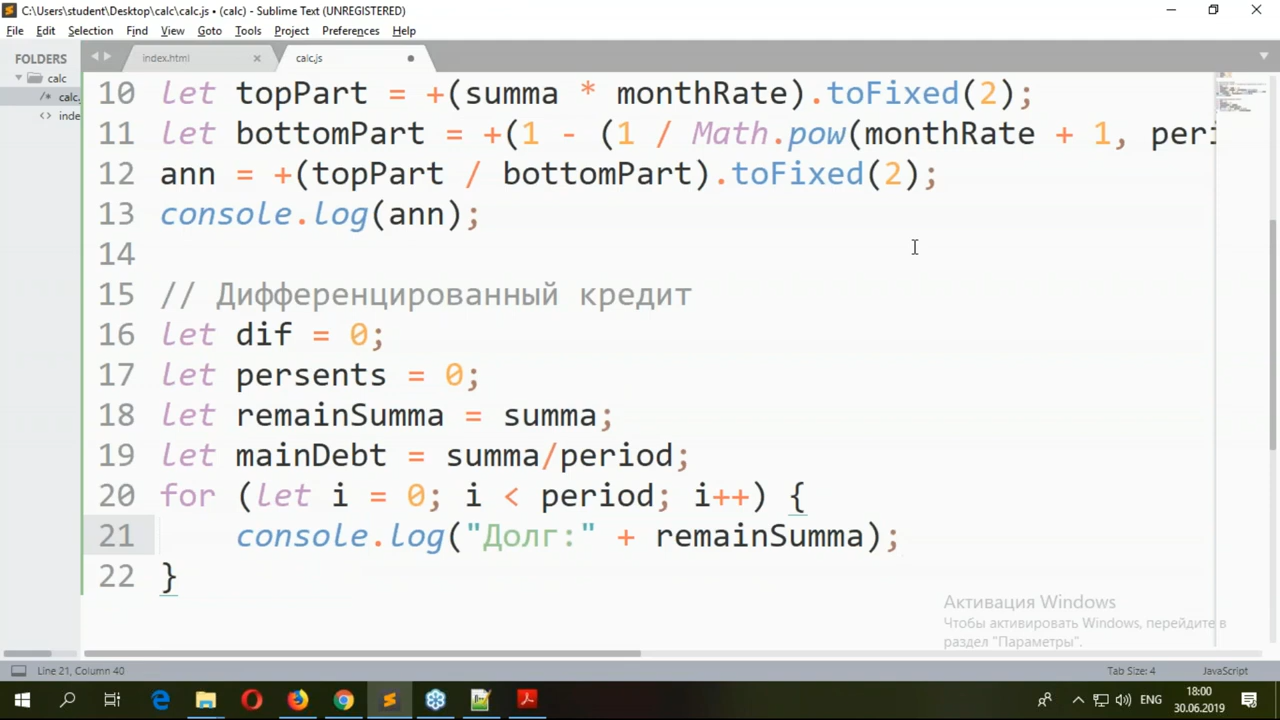 C:\Users\student\Desktop\calc\calc.js • (calc) - Sublime Text (UNREGISTERED)
File Edit Selection Find View Goto Tools Project Preferences Help
FOLDERS
calc
/* calc.
<> inde
index.html
calc.js
10 let topPart = +(summa * monthRate).toFixed(2);
11 let bottomPart = +(1 - (1 / Math.pow(monthRate + 1, peri
12 ann = +(topPart / bottomPart).toFixed(2);
13 console.log(ann);
14
15 // Дифференцированный кредит
16 let dif = 0;
17 let persents = 0;
18 let remainSumma = summa;
19 let mainDebt = summa/period;
20 for (let i = 0; i < period; i++) {
21 console.log("Долг:" + remainSumma);
22 }
Активация Windows
Чтобы активировать Windows, перейдите в
раздел "Параметры".
Line 21, Column 40
Tab Size: 4
JavaScript
ENG
18:00
30.06.2019